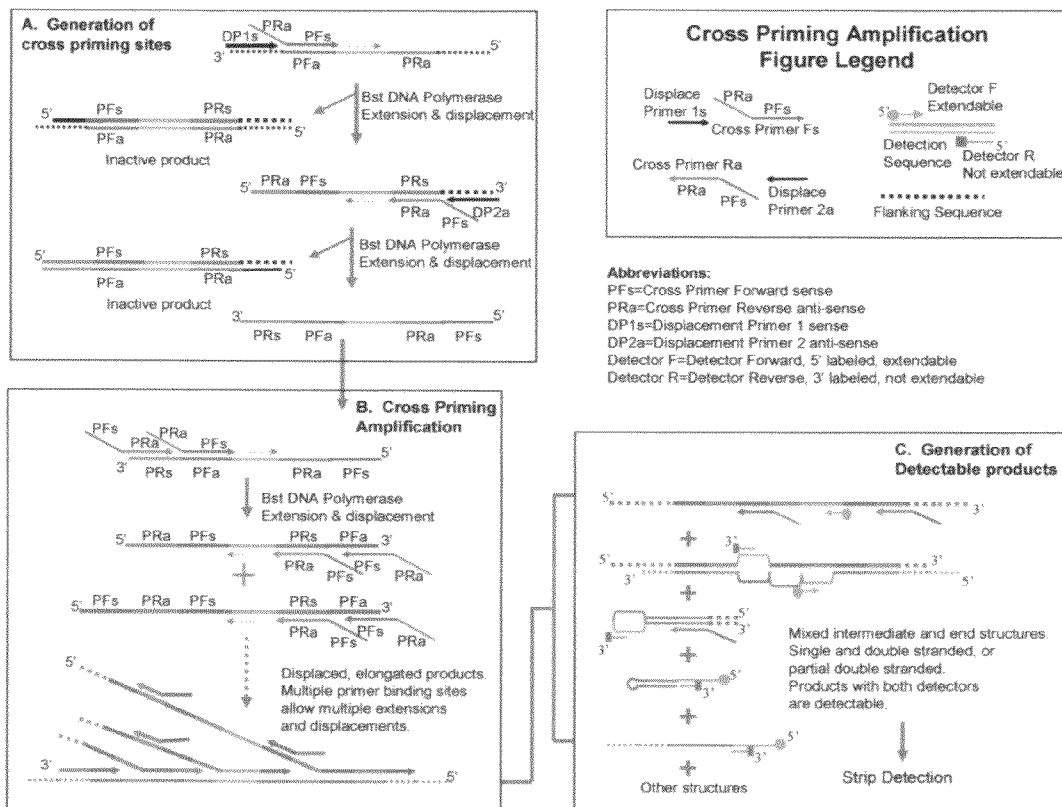 A. Generation of
cross priming sites
PRa
DP1s
PFs
3'
5'
PFa
PRa
Bst DNA Polymerase
Extension & displacement
5'
PFs
PRs
PFa
PRa
5'
Inactive product
PRa
PFs
PRs
3'
5'
PRa
PFs
DP2a
Bst DNA Polymerase
Extension & displacement
PFs
PRs
PFa
PRa
5'
Inactive product
3'
5'
PRs
PFa
PRa
PFs
Cross Priming Amplification
Figure Legend
Displace
Primer 1s
PRa
PFs
Cross Primer Fs
Detector F
Extendable
5'
Detection
Sequence
5'
Detector R
Not extendable
Cross Primer Ra
PRa
PFs
Displace
Primer 2a
Flanking Sequence
Abbreviations:
PFs=Cross Primer Forward sense
PRa=Cross Primer Reverse anti-sense
DP1s=Displacement Primer 1 sense
DP2a=Displacement Primer 2 anti-sense
Detector F=Detector Forward, 5' labeled, extendable
Detector R=Detector Reverse, 3' labeled, not extendable
B. Cross Priming
Amplification
PFs
PRa
PRa
PFs
3'
5'
PRs
PFa
PRa
PFs
Bst DNA Polymerase
Extension & displacement
PRa
PFs
PRs
PFa
5'
3'
PRa
PFs
PRa
+
PFs
PRa
PFs
PRs
PFa
5'
3'
PRa
PFs
PRa
Displaced, elongated products.
Multiple primer binding sites
allow multiple extensions
and displacements.
5'
3'
5'
C. Generation of
Detectable products
5'
3'
+
3'
5'
3'
3'
5'
+
5'
3'
3'
Mixed intermediate and end structures.
Single and double stranded, or
partial double stranded.
Products with both detectors
are detectable.
+
5'
3'
+
5'
3'
+
Other structures
Strip Detection